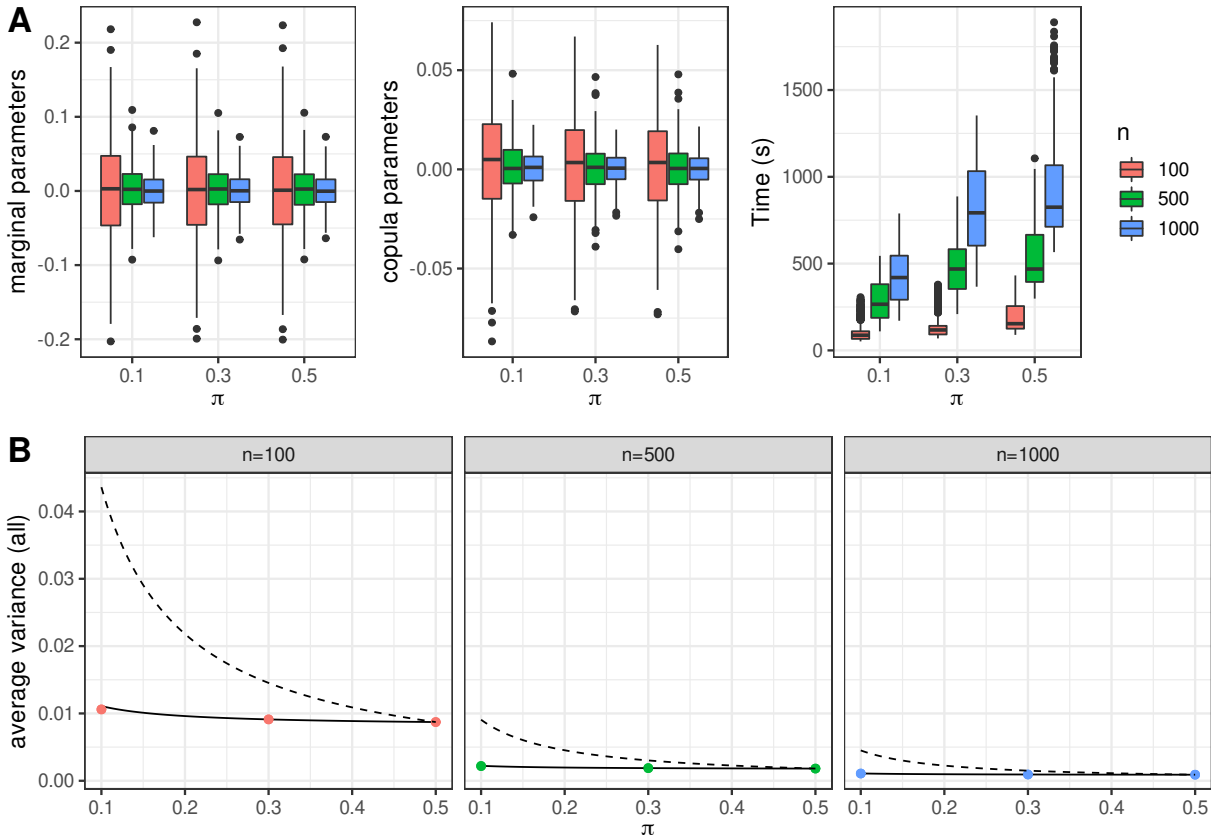 A
marginal parameters
0.2
0.1
0.0
-0.1
-0.2
0.1 0.3 0.5
π
copula parameters
0.05
0.00
-0.05
0.1 0.3 0.5
π
Time (s)
1500
1000
500
0
0.1 0.3 0.5
π
n
100
500
1000
B
n=100
n=500
n=1000
average variance (all)
0.04
0.03
0.02
0.01
0.00
0.1 0.2 0.3 0.4 0.5
0.1 0.2 0.3 0.4 0.5
0.1 0.2 0.3 0.4 0.5
π